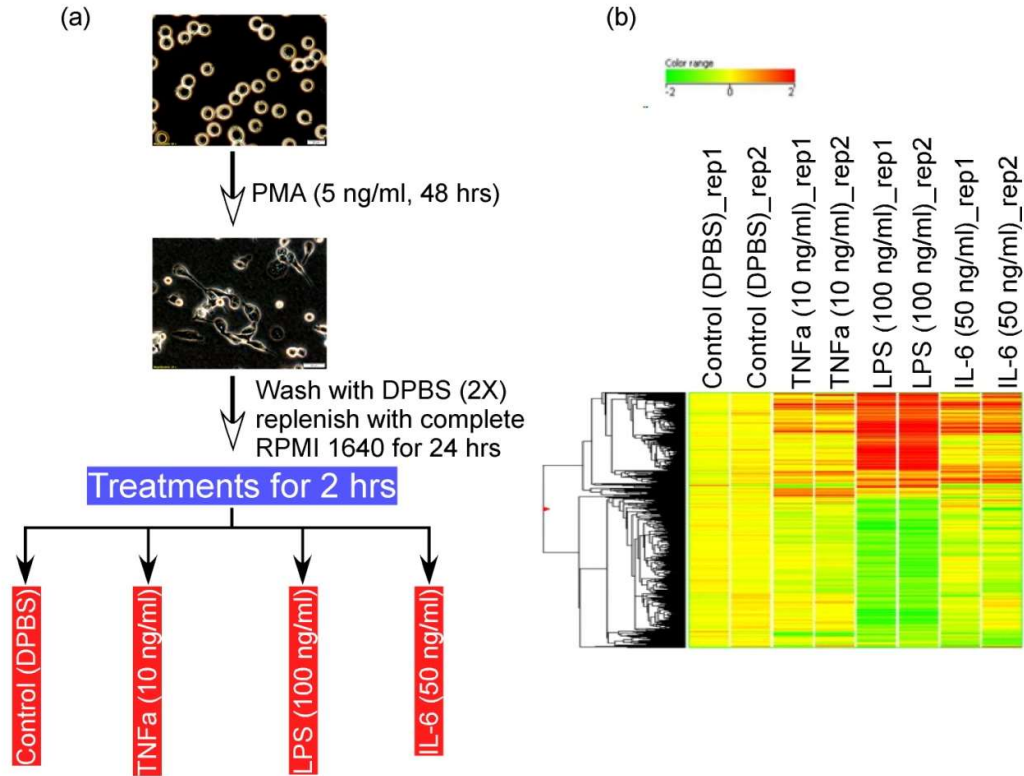 (a)
PMA (5 ng/ml, 48 hrs)
Wash with DPBS (2X)
replenish with complete
RPMI 1640 for 24 hrs
Treatments for 2 hrs
Control (DPBS)
TNFa (10 ng/ml)
LPS (100 ng/ml)
IL-6 (50 ng/ml)
(b)
Color range
-2 0 2
Control (DPBS)_rep1
Control (DPBS)_rep2
TNFa (10 ng/ml)_rep1
TNFa (10 ng/ml)_rep2
LPS (100 ng/ml)_rep1
LPS (100 ng/ml)_rep2
IL-6 (50 ng/ml)_rep1
IL-6 (50 ng/ml)_rep2